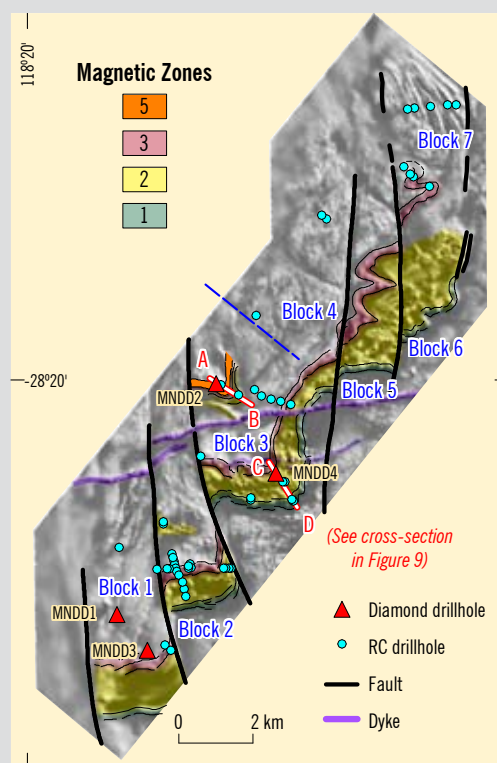 118°20'
Magnetic Zones
5
3
2
1
Block 7
Block 4
Block 6
A
-28°20'
MNDD2
Block 5
B
Block 3
C
MNDD4
D
(See cross-section
in Figure 9)
Block 1
MNDD1
Diamond drillhole
Block 2
RC drillhole
MNDD3
Fault
0 2 km
Dyke